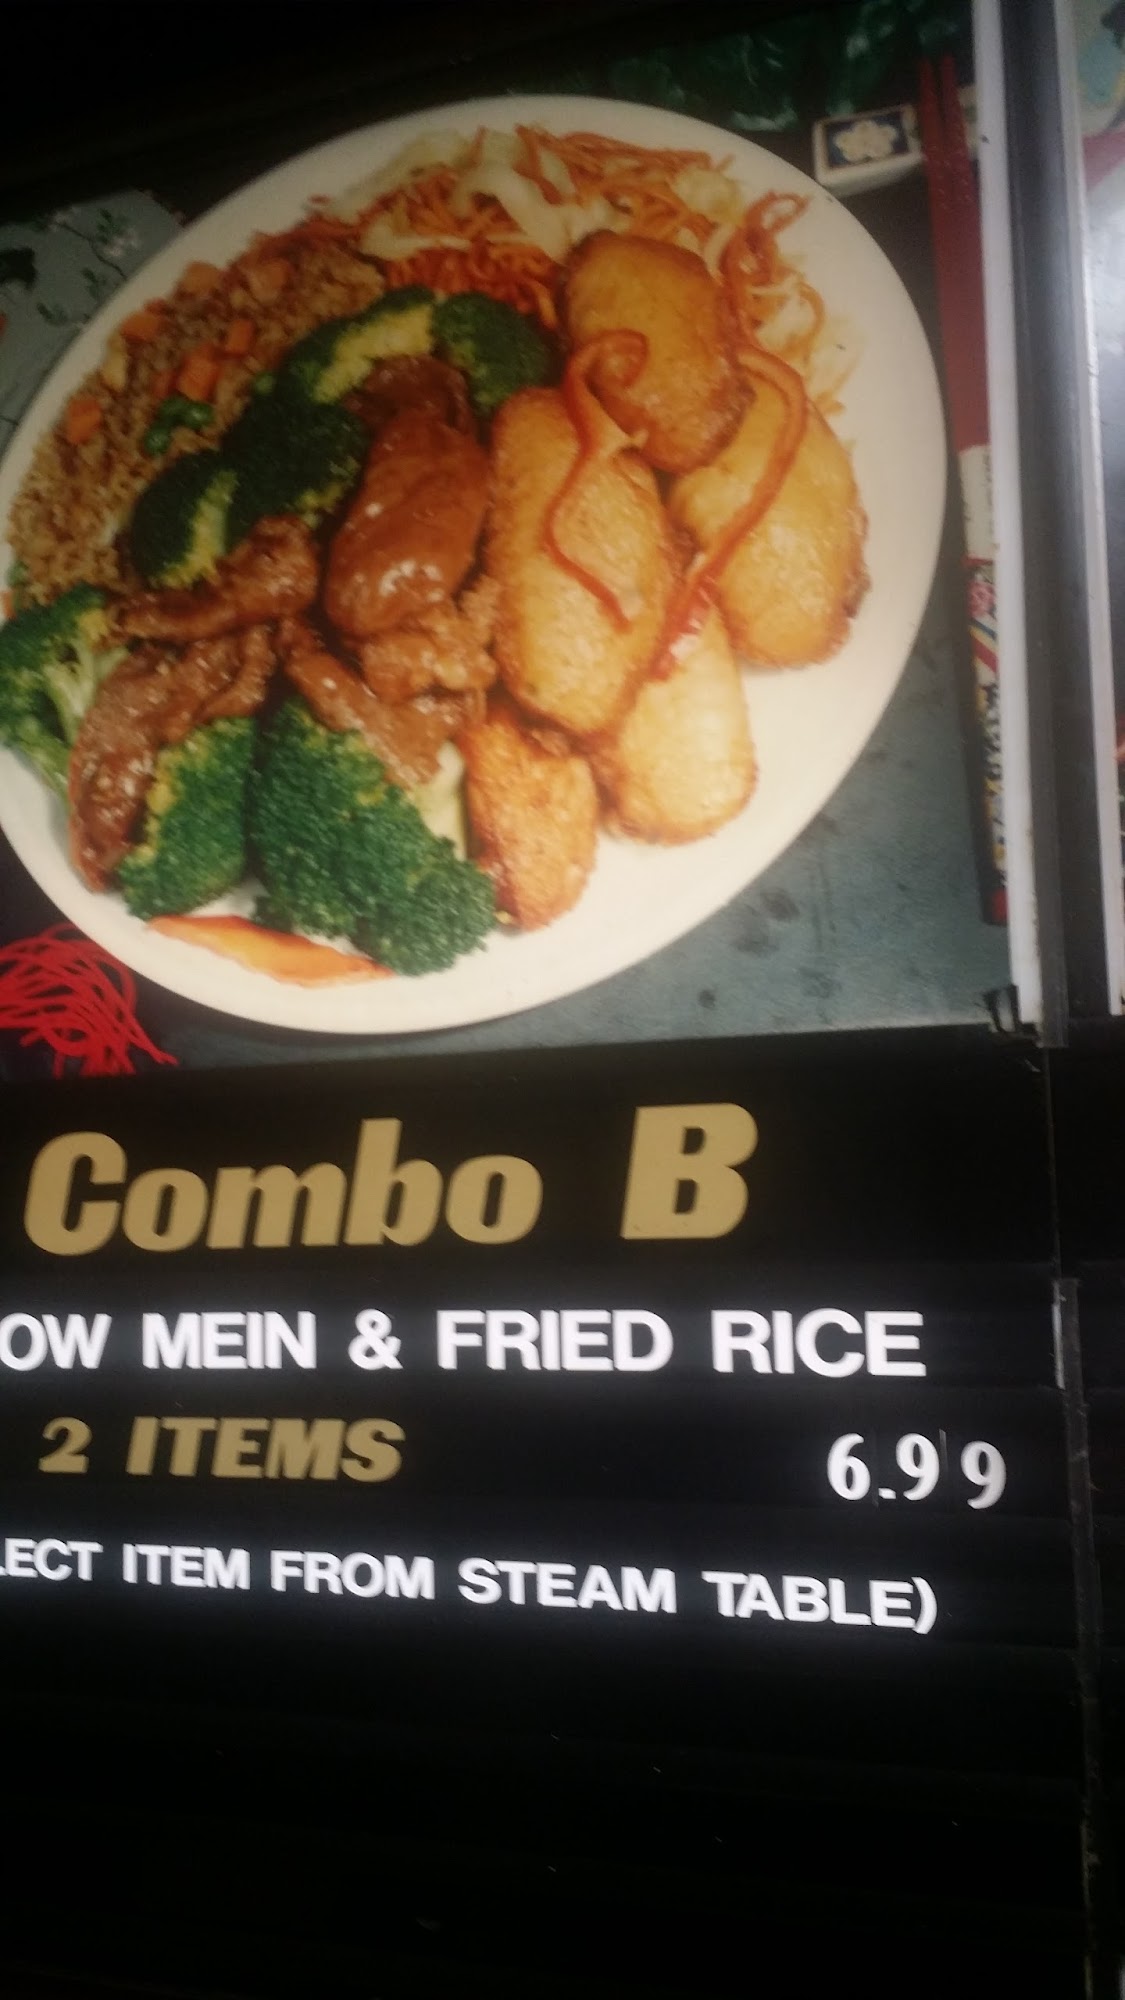 Combo B
OW MEIN & FRIED RICE
2 ITEMS 6.99
LECT ITEM FROM STEAM TABLE)